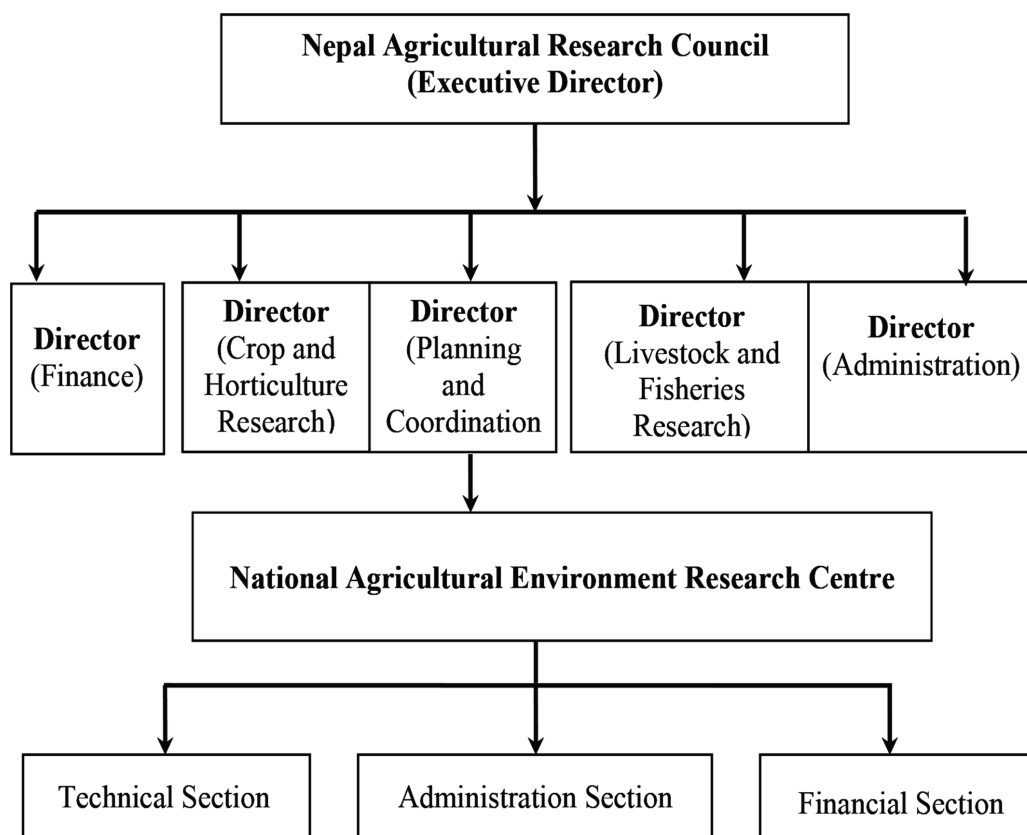 Nepal Agricultural Research Council
(Executive Director)
Director
(Finance)
Director
(Crop and
Horticulture
Research)
Director
(Planning
and
Coordination
Director
(Livestock and
Fisheries
Research)
Director
(Administration)
National Agricultural Environment Research Centre
Technical Section
Administration Section
Financial Section